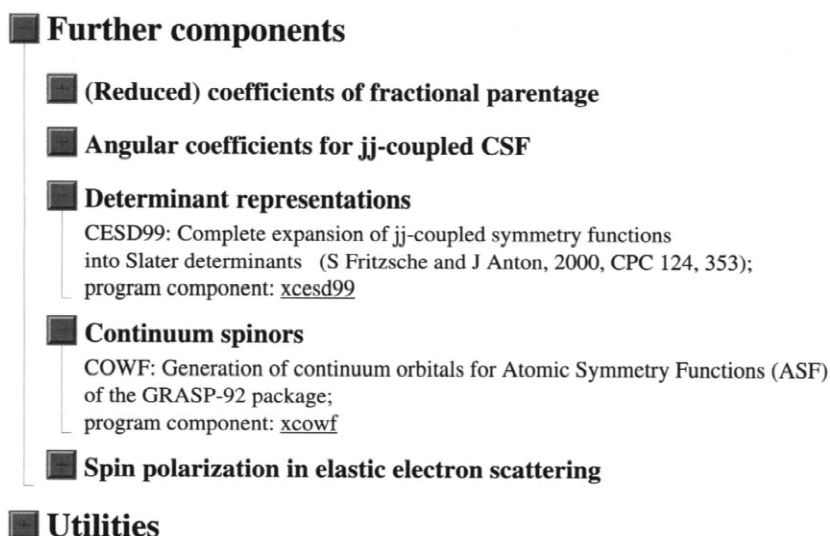 Further components
(Reduced) coefficients of fractional parentage
Angular coefficients for jj-coupled CSF
Determinant representations
CESD99: Complete expansion of jj-coupled symmetry functions
into Slater determinants (S Fritzsche and J Anton, 2000, CPC 124, 353);
program component: xcesd99
Continuum spinors
COWF: Generation of continuum orbitals for Atomic Symmetry Functions (ASF)
of the GRASP-92 package;
program component: xcowf
Spin polarization in elastic electron scattering
Utilities